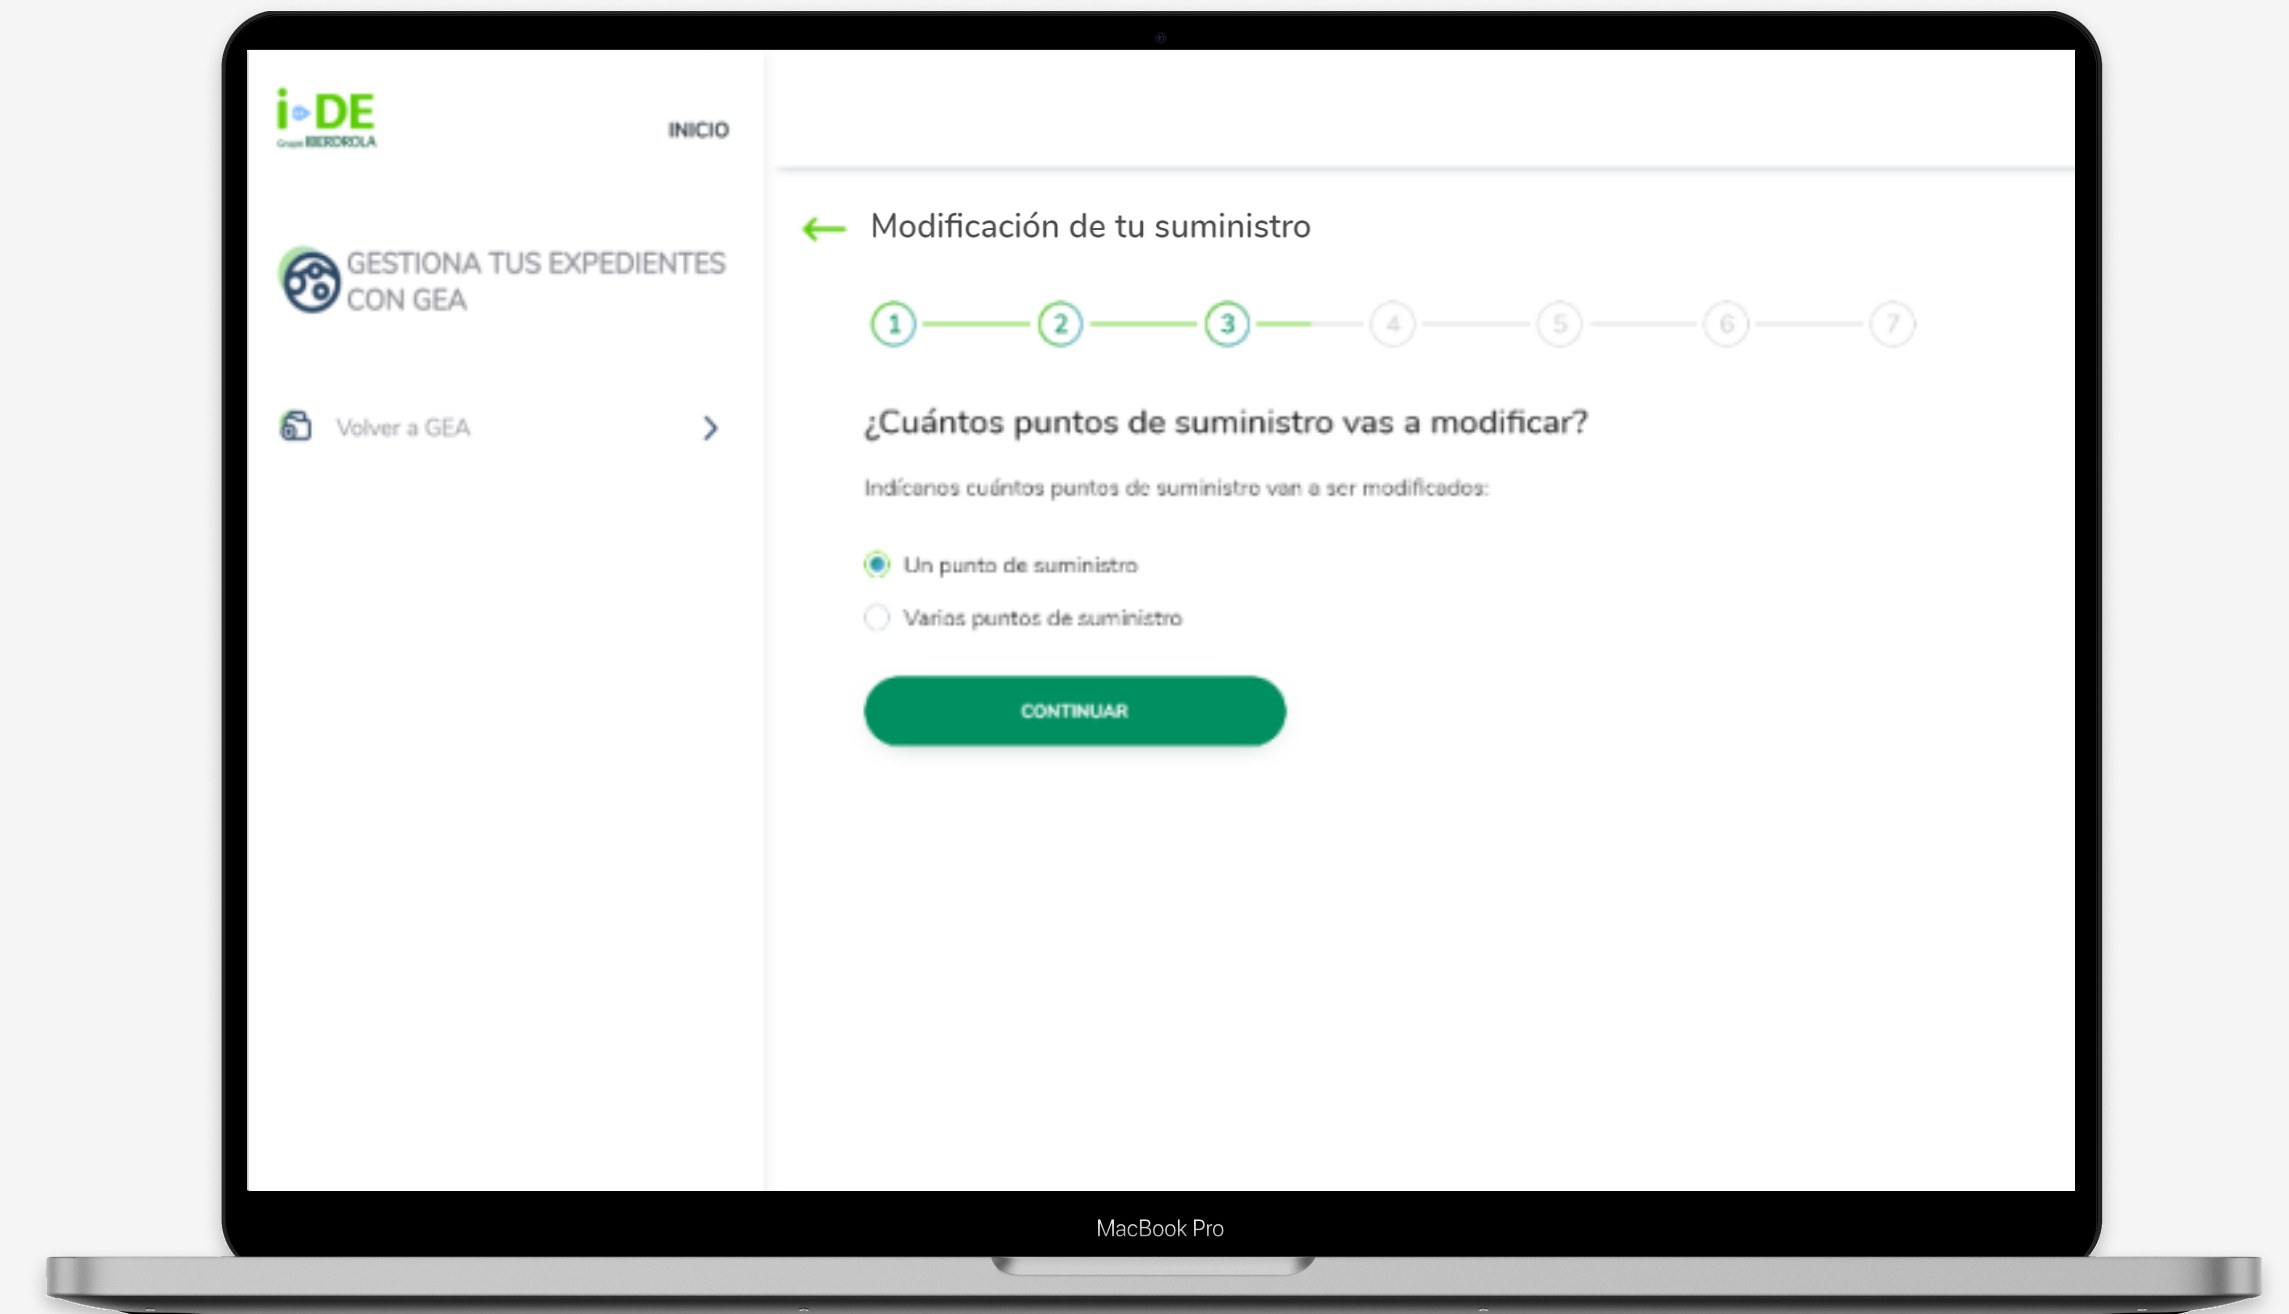 i-DE
Grupo IBERDROLA
INICIO
GESTIONA TUS EXPEDIENTES
CON GEA
Volver a GEA
Modificación de tu suministro
1 2 3 4 5 6 7
¿Cuántos puntos de suministro vas a modificar?
Indícanos cuántos puntos de suministro van a ser modificados:
Un punto de suministro
Varios puntos de suministro
CONTINUAR
MacBook Pro